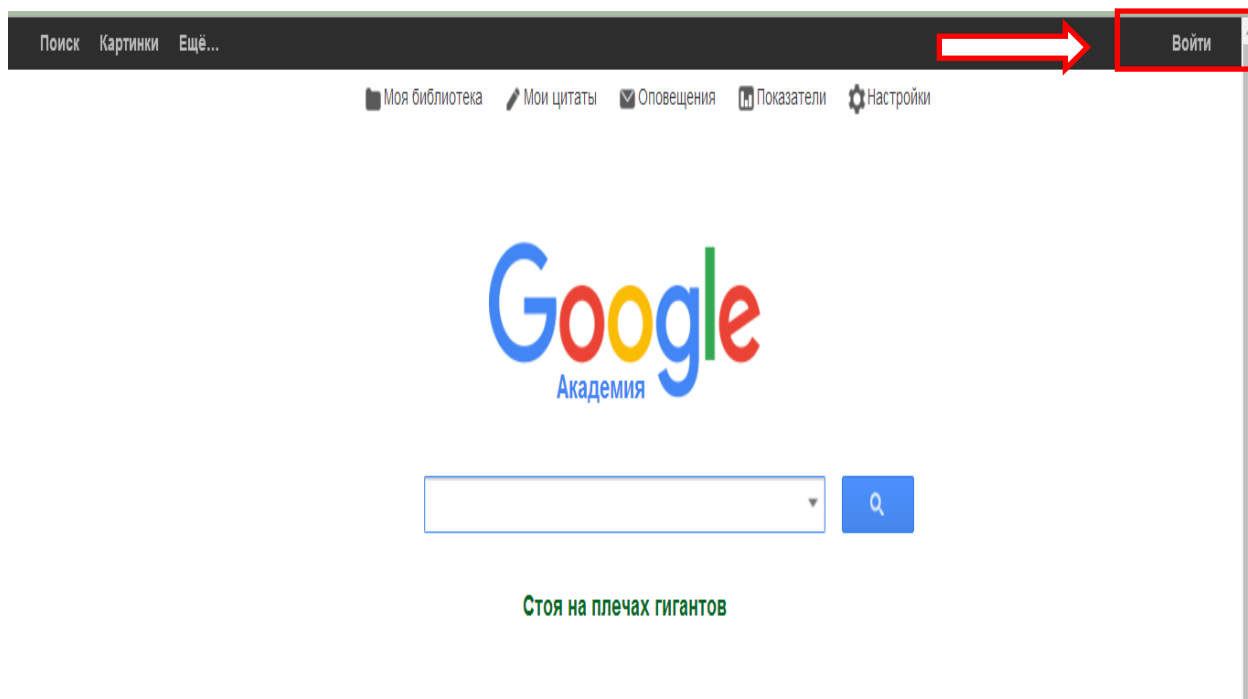 Поиск Картинки Ещё... Войти
Моя библиотека Мои цитаты Оповещения Показатели Настройки
Google
Академия
Стоя на плечах гигантов